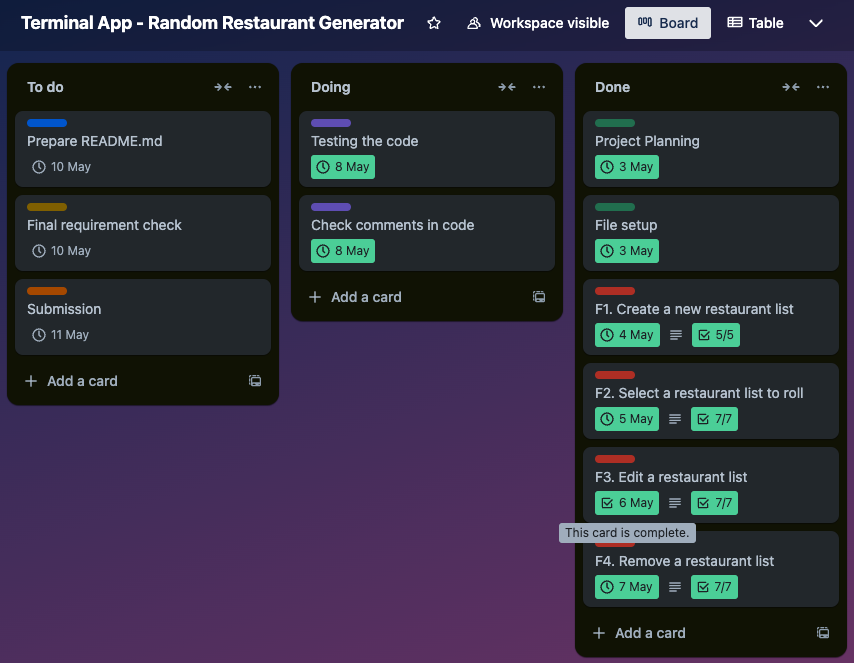 Terminal App - Random Restaurant Generator
Workspace visible
Board
Table
To do
Prepare README.md
10 May
Final requirement check
10 May
Submission
11 May
Add a card
Doing
Testing the code
8 May
Check comments in code
8 May
Add a card
Done
Project Planning
3 May
File setup
3 May
F1. Create a new restaurant list
4 May 5/5
F2. Select a restaurant list to roll
5 May 7/7
F3. Edit a restaurant list
6 May 7/7
This card is complete.
F4. Remove a restaurant list
7 May 7/7
Add a card